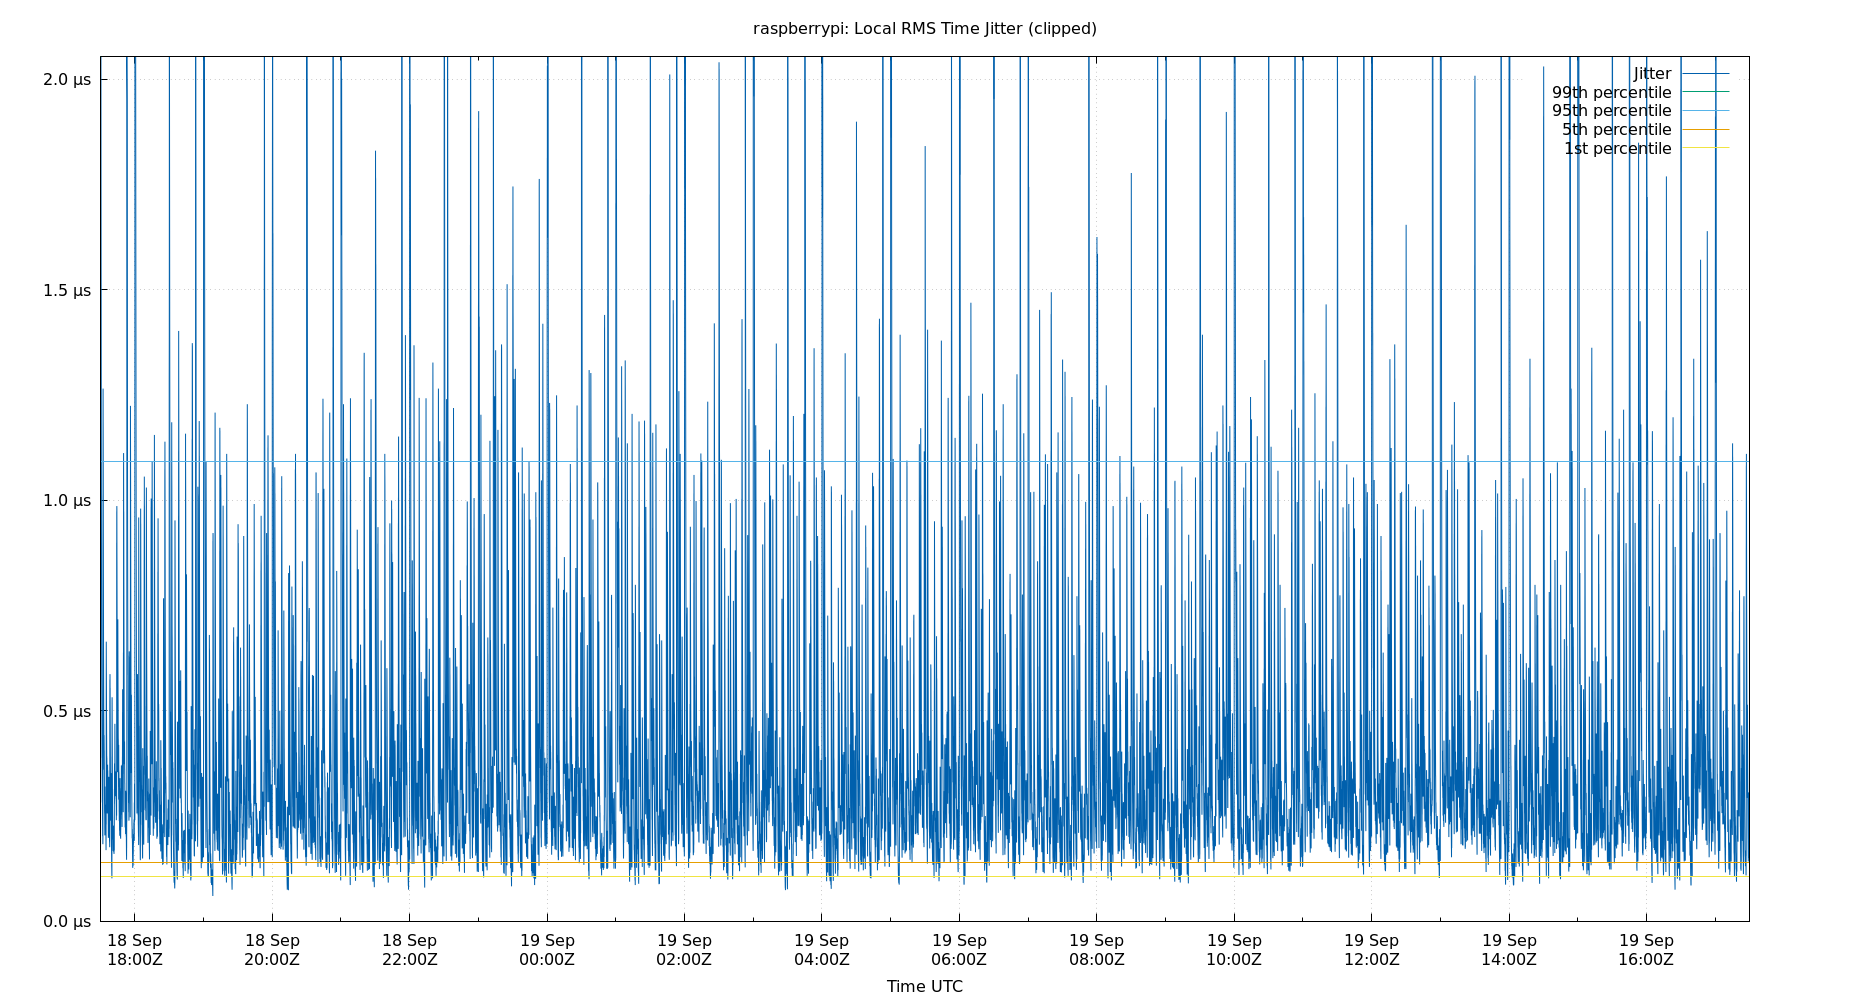 raspberrypi: Local RMS Time Jitter (clipped)
2.0 µs
1.5 µs
1.0 µs
0.5 µs
0.0 µs
Jitter
99th percentile
95th percentile
5th percentile
1st percentile
18 Sep 18 Sep 18 Sep 19 Sep 19 Sep 19 Sep 19 Sep 19 Sep 19 Sep 19 Sep 19 Sep 19 Sep
18:00Z 20:00Z 22:00Z 00:00Z 02:00Z 04:00Z 06:00Z 08:00Z 10:00Z 12:00Z 14:00Z 16:00Z
Time UTC